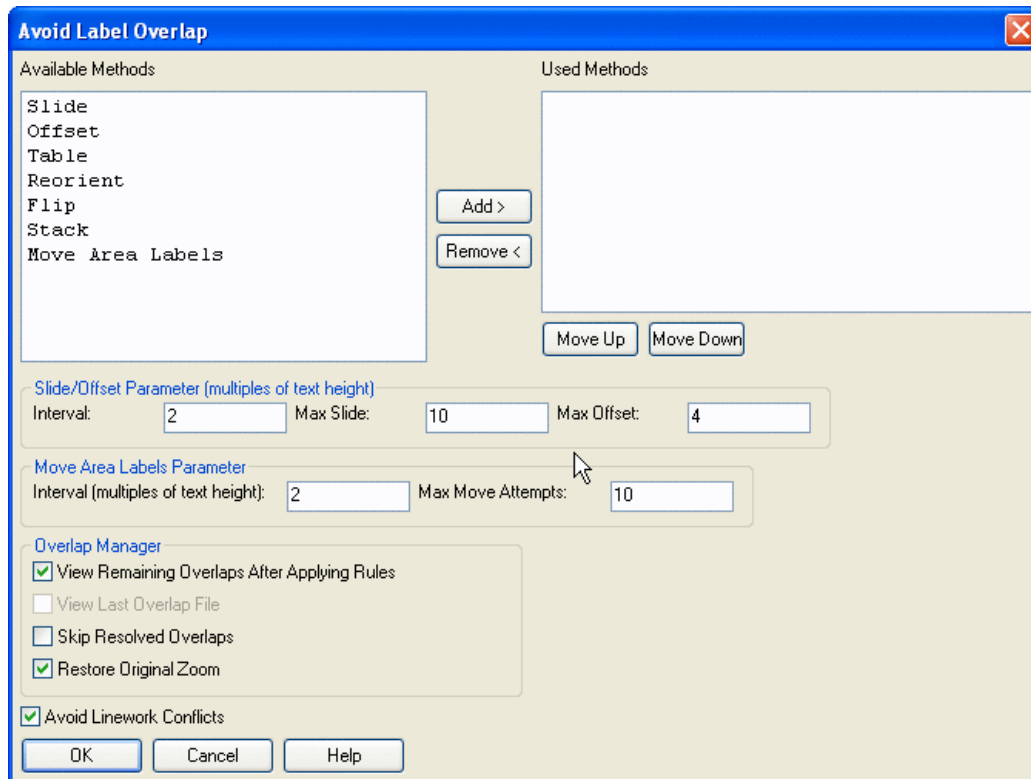 Avoid Label Overlap
Available Methods
Used Methods
Slide
Offset
Table
Reorient
Flip
Stack
Move Area Labels
Add >
Remove <
Move Up
Move Down
Slide/Offset Parameter (multiples of text height)
Interval: 2 Max Slide: 10 Max Offset: 4
Move Area Labels Parameter
Interval (multiples of text height): 2 Max Move Attempts: 10
Overlap Manager
View Remaining Overlaps After Applying Rules
View Last Overlap File
Skip Resolved Overlaps
Restore Original Zoom
Avoid Linework Conflicts
OK Cancel Help